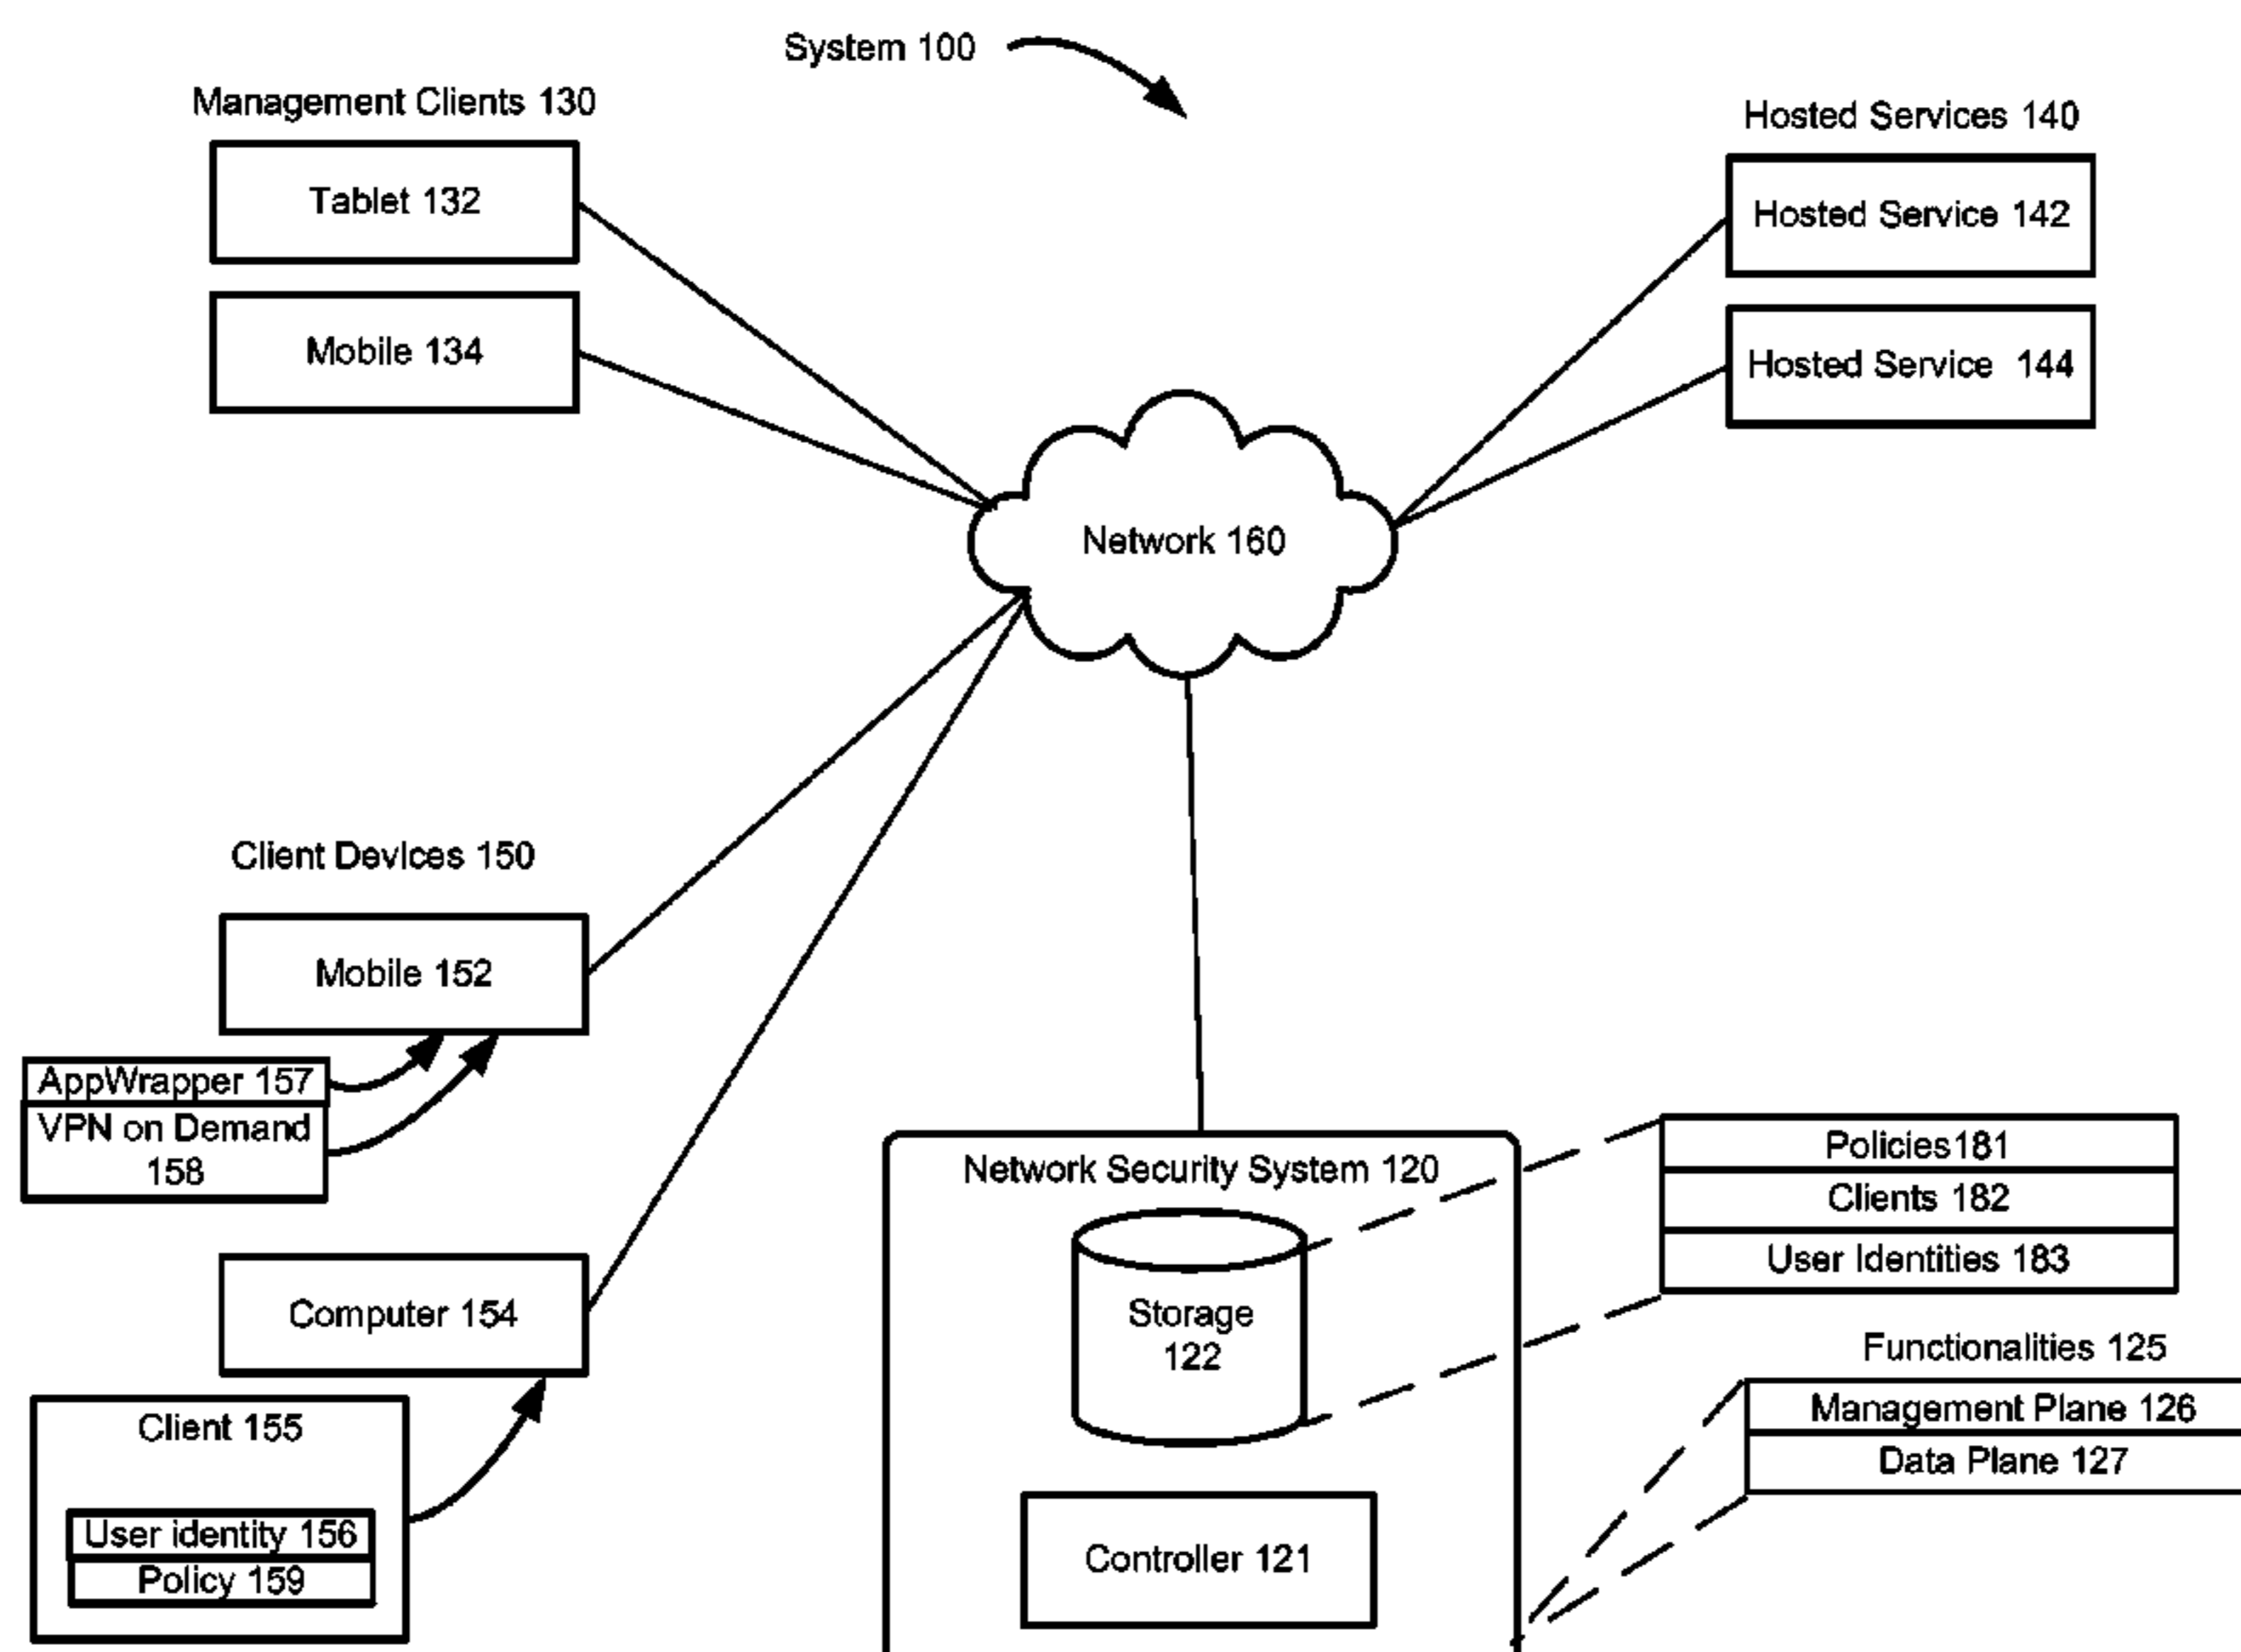 System 100
Management Clients 130
Tablet 132
Mobile 134
Hosted Services 140
Hosted Service 142
Hosted Service 144
Network 160
Client Devices 150
Mobile 152
AppWrapper 157
VPN on Demand
158
Computer 154
Client 155
User identity 156
Policy 159
Network Security System 120
Storage
122
Controller 121
Policies181
Clients 182
User Identities 183
Functionalities 125
Management Plane 126
Data Plane 127